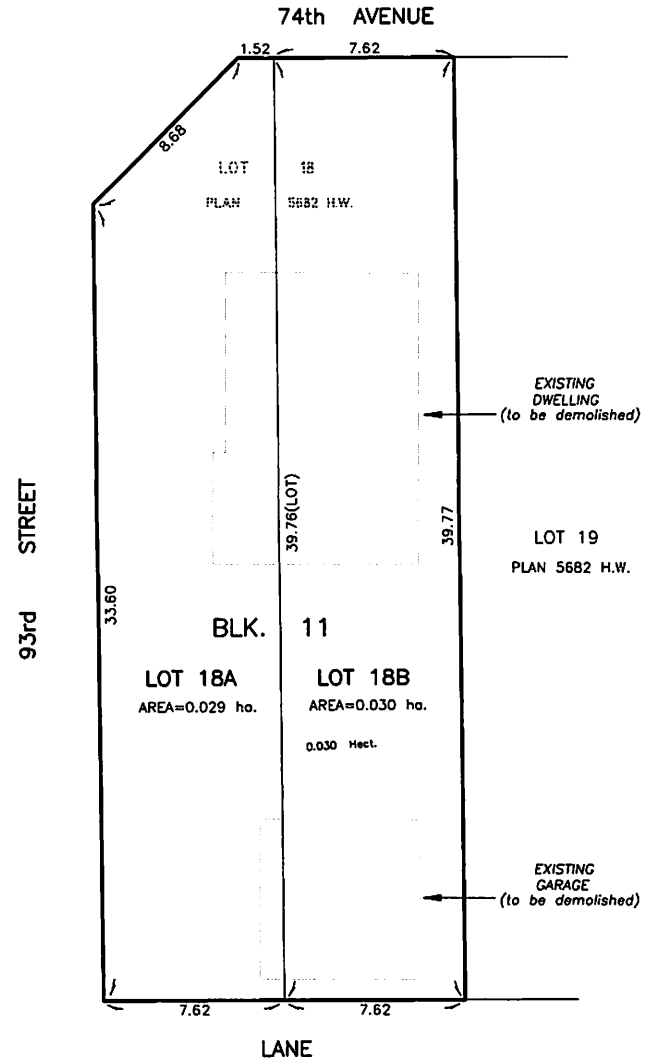 74th AVENUE
1.52 7.62
8.68
LOT 18
PLAN 5682 H.W.
EXISTING
DWELLING
(to be demolished)
93rd STREET
39.76(LOT)
39.77
LOT 19
PLAN 5682 H.W.
33.60
BLK. 11
LOT 18A LOT 18B
AREA=0.029 ha. AREA=0.030 ha.
0.030 Hect.
EXISTING
GARAGE
(to be demolished)
7.62 7.62
LANE